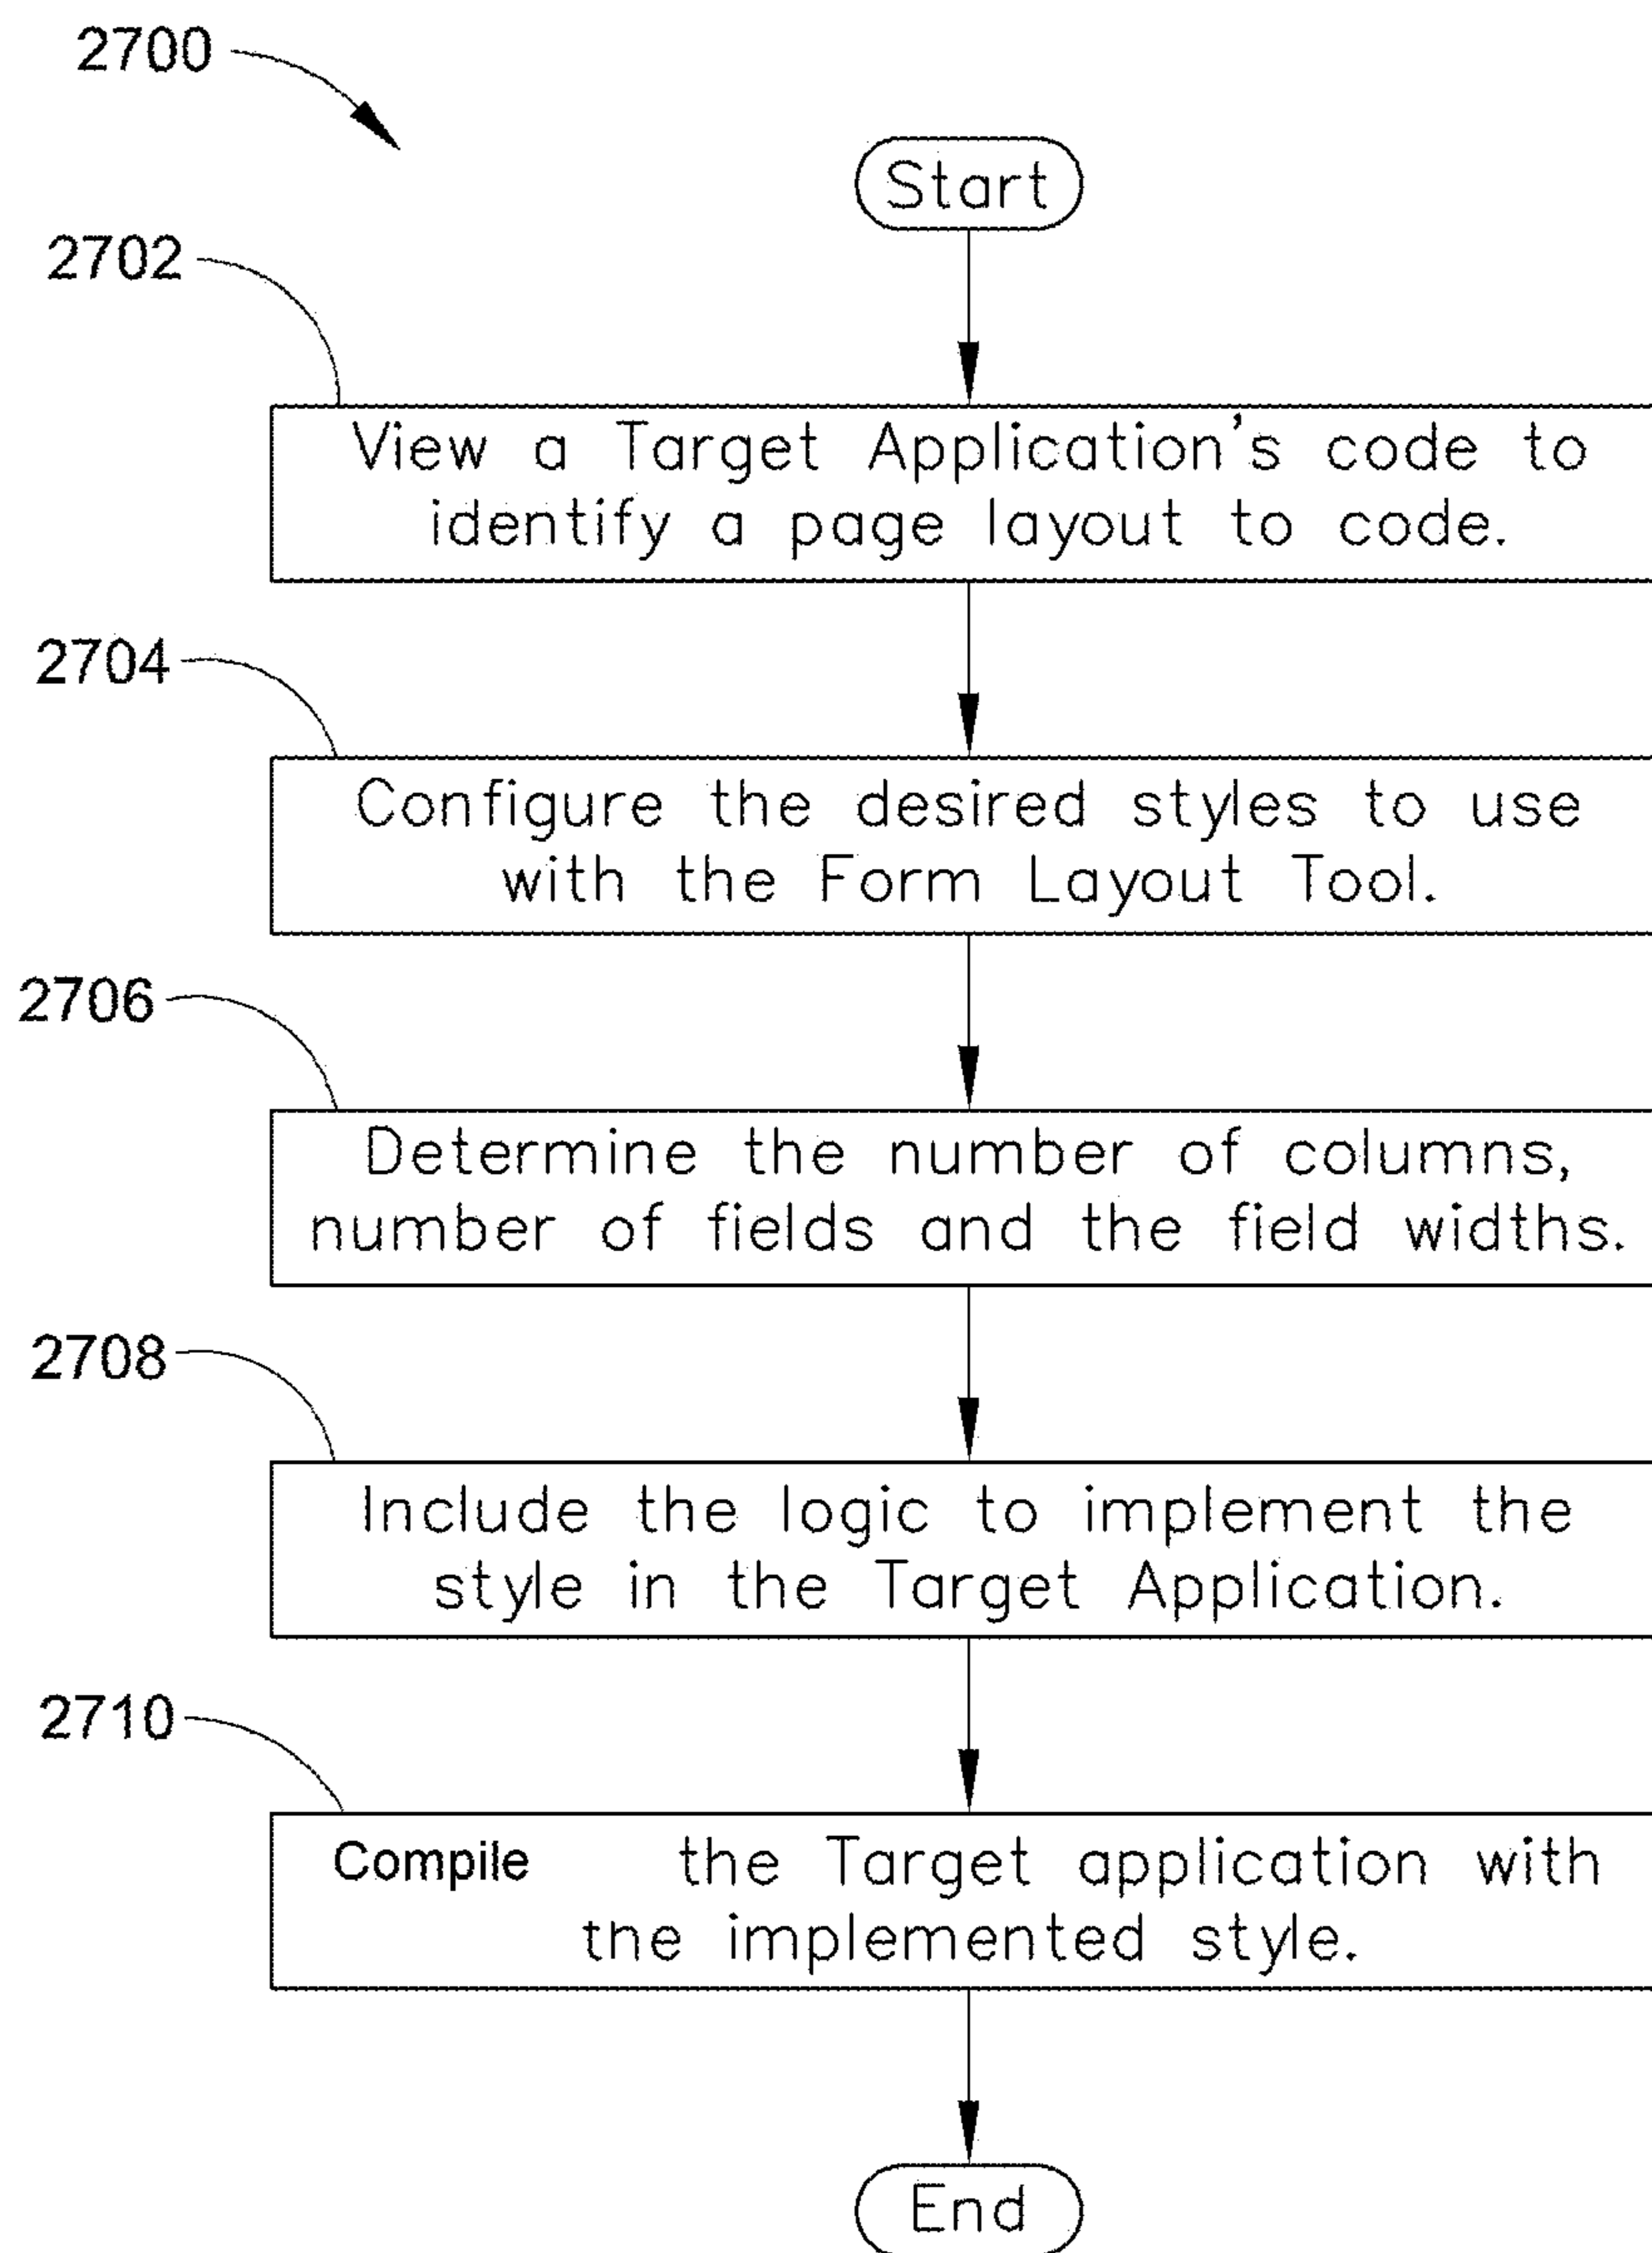 2700
Start
2702
View a Target Application's code to
identify a page layout to code.
2704
Configure the desired styles to use
with the Form Layout Tool.
2706
Determine the number of columns,
number of fields and the field widths.
2708
Include the logic to implement the
style in the Target Application.
2710
Compile the Target application with
the implemented style.
End